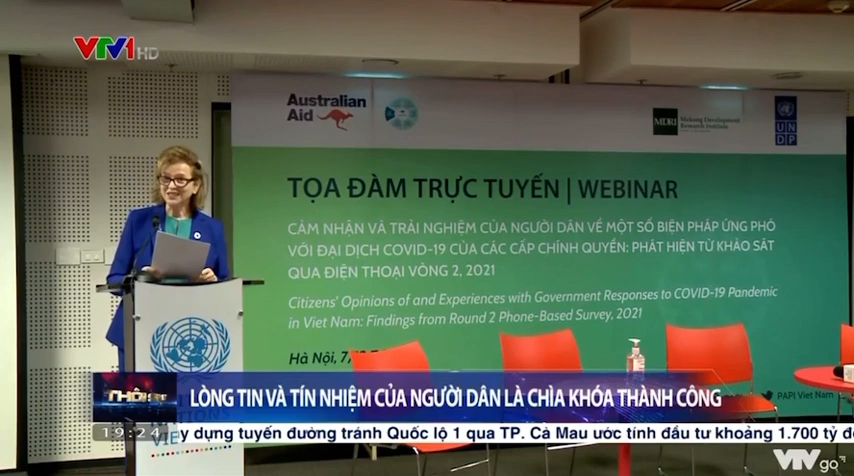 VTV1 HD
Australian
Aid
MDRI
Mekong Development
Research Institute
U N
D P
TỌA ĐÀM TRỰC TUYẾN | WEBINAR
CẢM NHẬN VÀ TRẢI NGHIỆM CỦA NGƯỜI DÂN VỀ MỘT SỐ BIỆN PHÁP ỨNG PHÓ
VỚI ĐẠI DỊCH COVID-19 CỦA CÁC CẤP CHÍNH QUYỀN: PHÁT HIỆN TỪ KHẢO SÁT
QUA ĐIỆN THOẠI VÒNG 2, 2021
Citizens' Opinions of and Experiences with Government Responses to COVID-19 Pandemic
in Viet Nam: Findings from Round 2 Phone-Based Survey, 2021
Hà Nội, 7/
PAPI Viet Nam
THỜI SỰ
LÒNG TIN VÀ TÍN NHIỆM CỦA NGƯỜI DÂN LÀ CHÌA KHÓA THÀNH CÔNG
19:24
y dựng tuyến đường tránh Quốc lộ 1 qua TP. Cà Mau ước tính đầu tư khoảng 1.700 tỷ đ
VIE
VTVgo